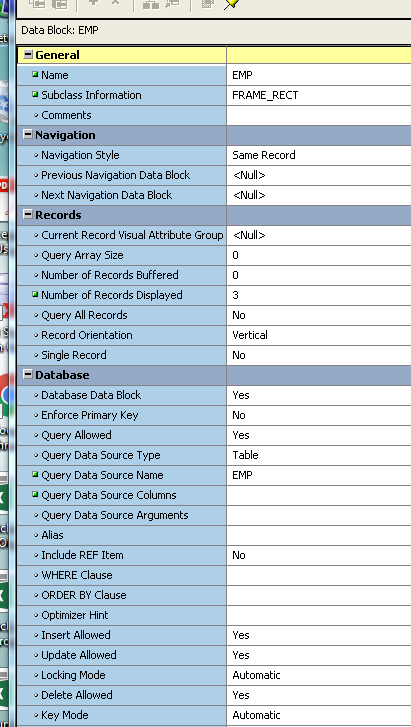 Data Block: EMP
General
Name EMP
Subclass Information FRAME_RECT
Comments
Navigation
Navigation Style Same Record
Previous Navigation Data Block <Null>
Next Navigation Data Block <Null>
Records
Current Record Visual Attribute Group <Null>
Query Array Size 0
Number of Records Buffered 0
Number of Records Displayed 3
Query All Records No
Record Orientation Vertical
Single Record No
Database
Database Data Block Yes
Enforce Primary Key No
Query Allowed Yes
Query Data Source Type Table
Query Data Source Name EMP
Query Data Source Columns
Query Data Source Arguments
Alias
Include REF Item No
WHERE Clause
ORDER BY Clause
Optimizer Hint
Insert Allowed Yes
Update Allowed Yes
Locking Mode Automatic
Delete Allowed Yes
Key Mode Automatic